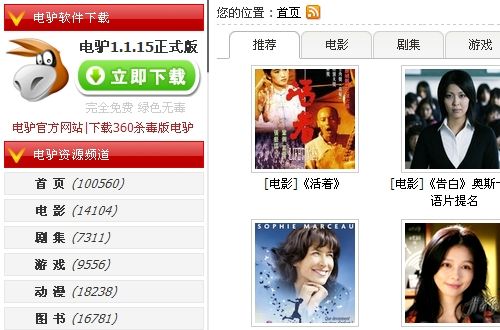 电驴软件下载
电驴1.1.15正式版
立即下载
完全免费 绿色无毒
电驴官方网站|下载360杀毒版电驴
电驴资源频道
首 页 (100560)
电 影 (14104)
剧 集 (7311)
游 戏 (9556)
动 漫 (18238)
图 书 (16781)
您的位置：首页
推荐
电影
剧集
游戏
活着
[电影]《活着》
[电影]《告白》奥斯卡
语片提名
SOPHIE MARCEAU